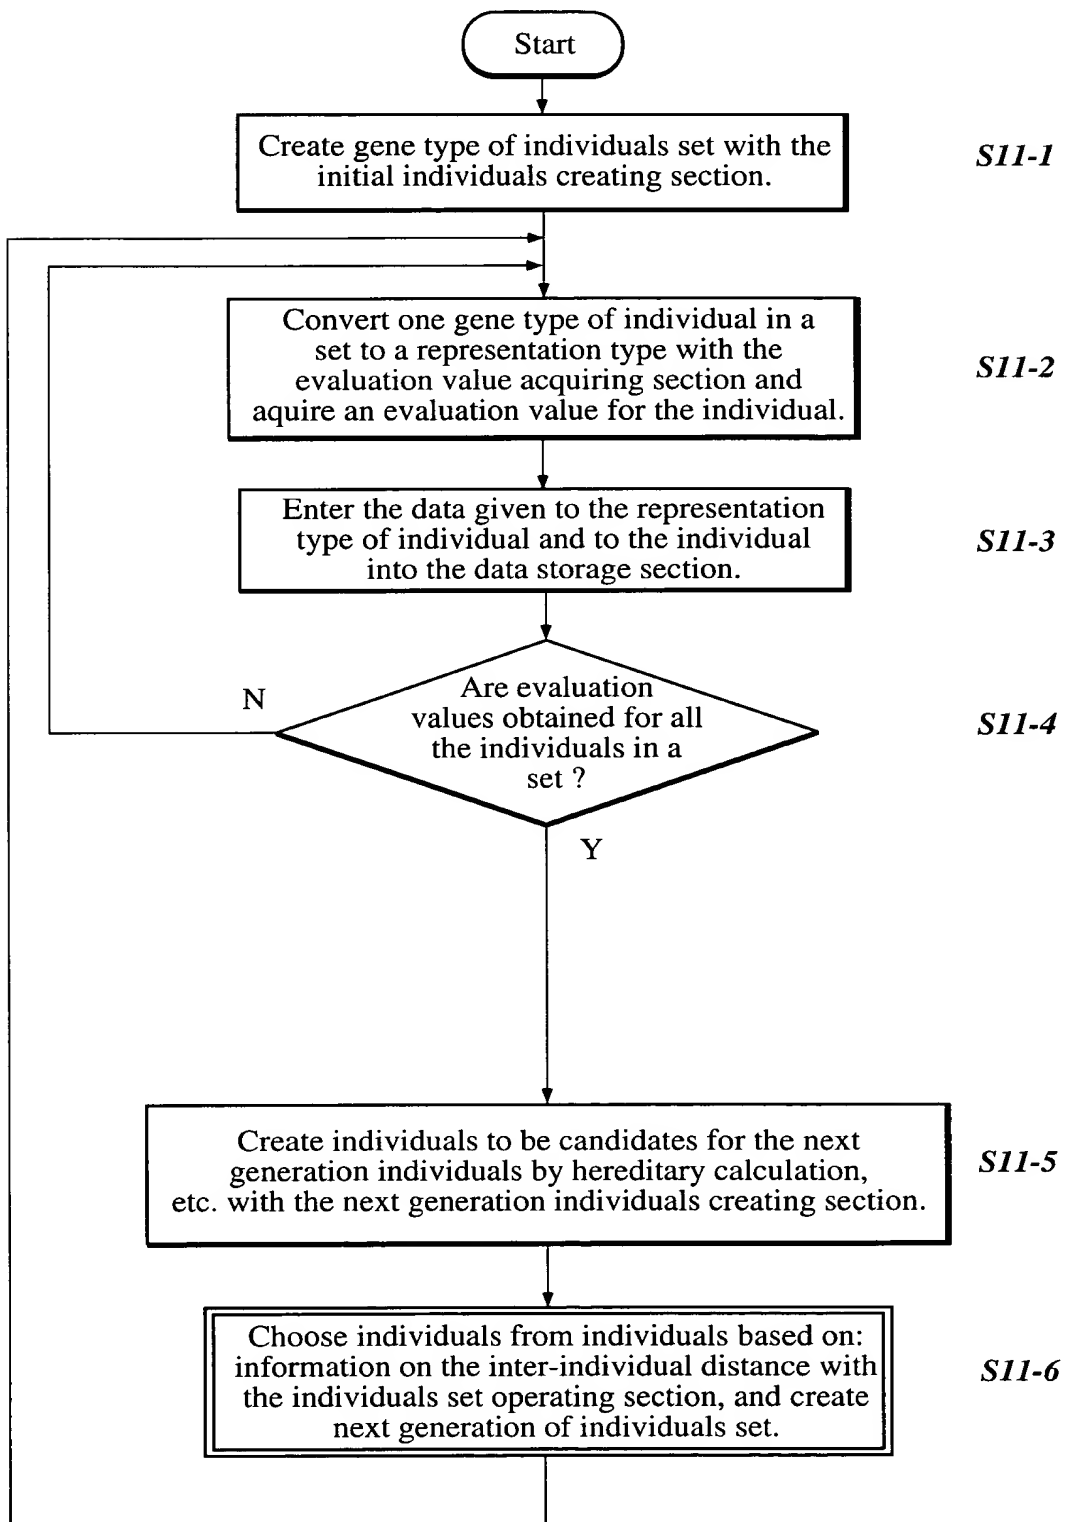 Start
Create gene type of individuals set with the
initial individuals creating section.
S11-1
Convert one gene type of individual in a
set to a representation type with the
evaluation value acquiring section and
aquire an evaluation value for the individual.
S11-2
Enter the data given to the representation
type of individual and to the individual
into the data storage section.
S11-3
N
Are evaluation
values obtained for all
the individuals in a
set ?
S11-4
Y
Create individuals to be candidates for the next
generation individuals by hereditary calculation,
etc. with the next generation individuals creating section.
S11-5
Choose individuals from individuals based on:
information on the inter-individual distance with
the individuals set operating section, and create
next generation of individuals set.
S11-6